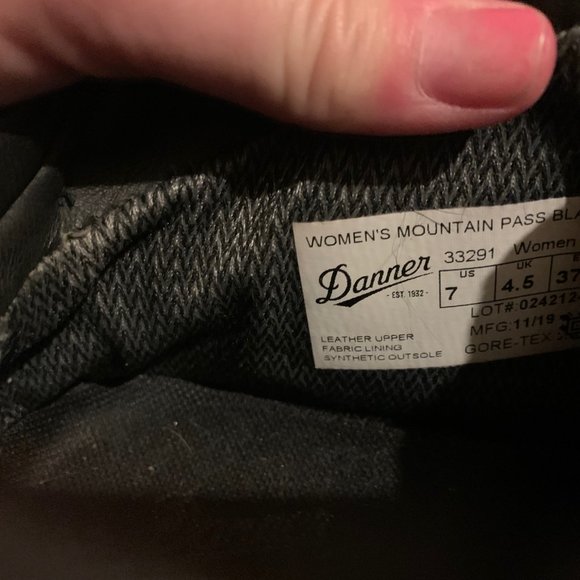 WOMEN'S MOUNTAIN PASS
Danner
- EST. 1932 -
33291 Women
US UK
7 4.5 37
LOT#:024212
MFG:11/19
GORE-TEX
LEATHER UPPER
FABRIC LINING
SYNTHETIC OUTSOLE